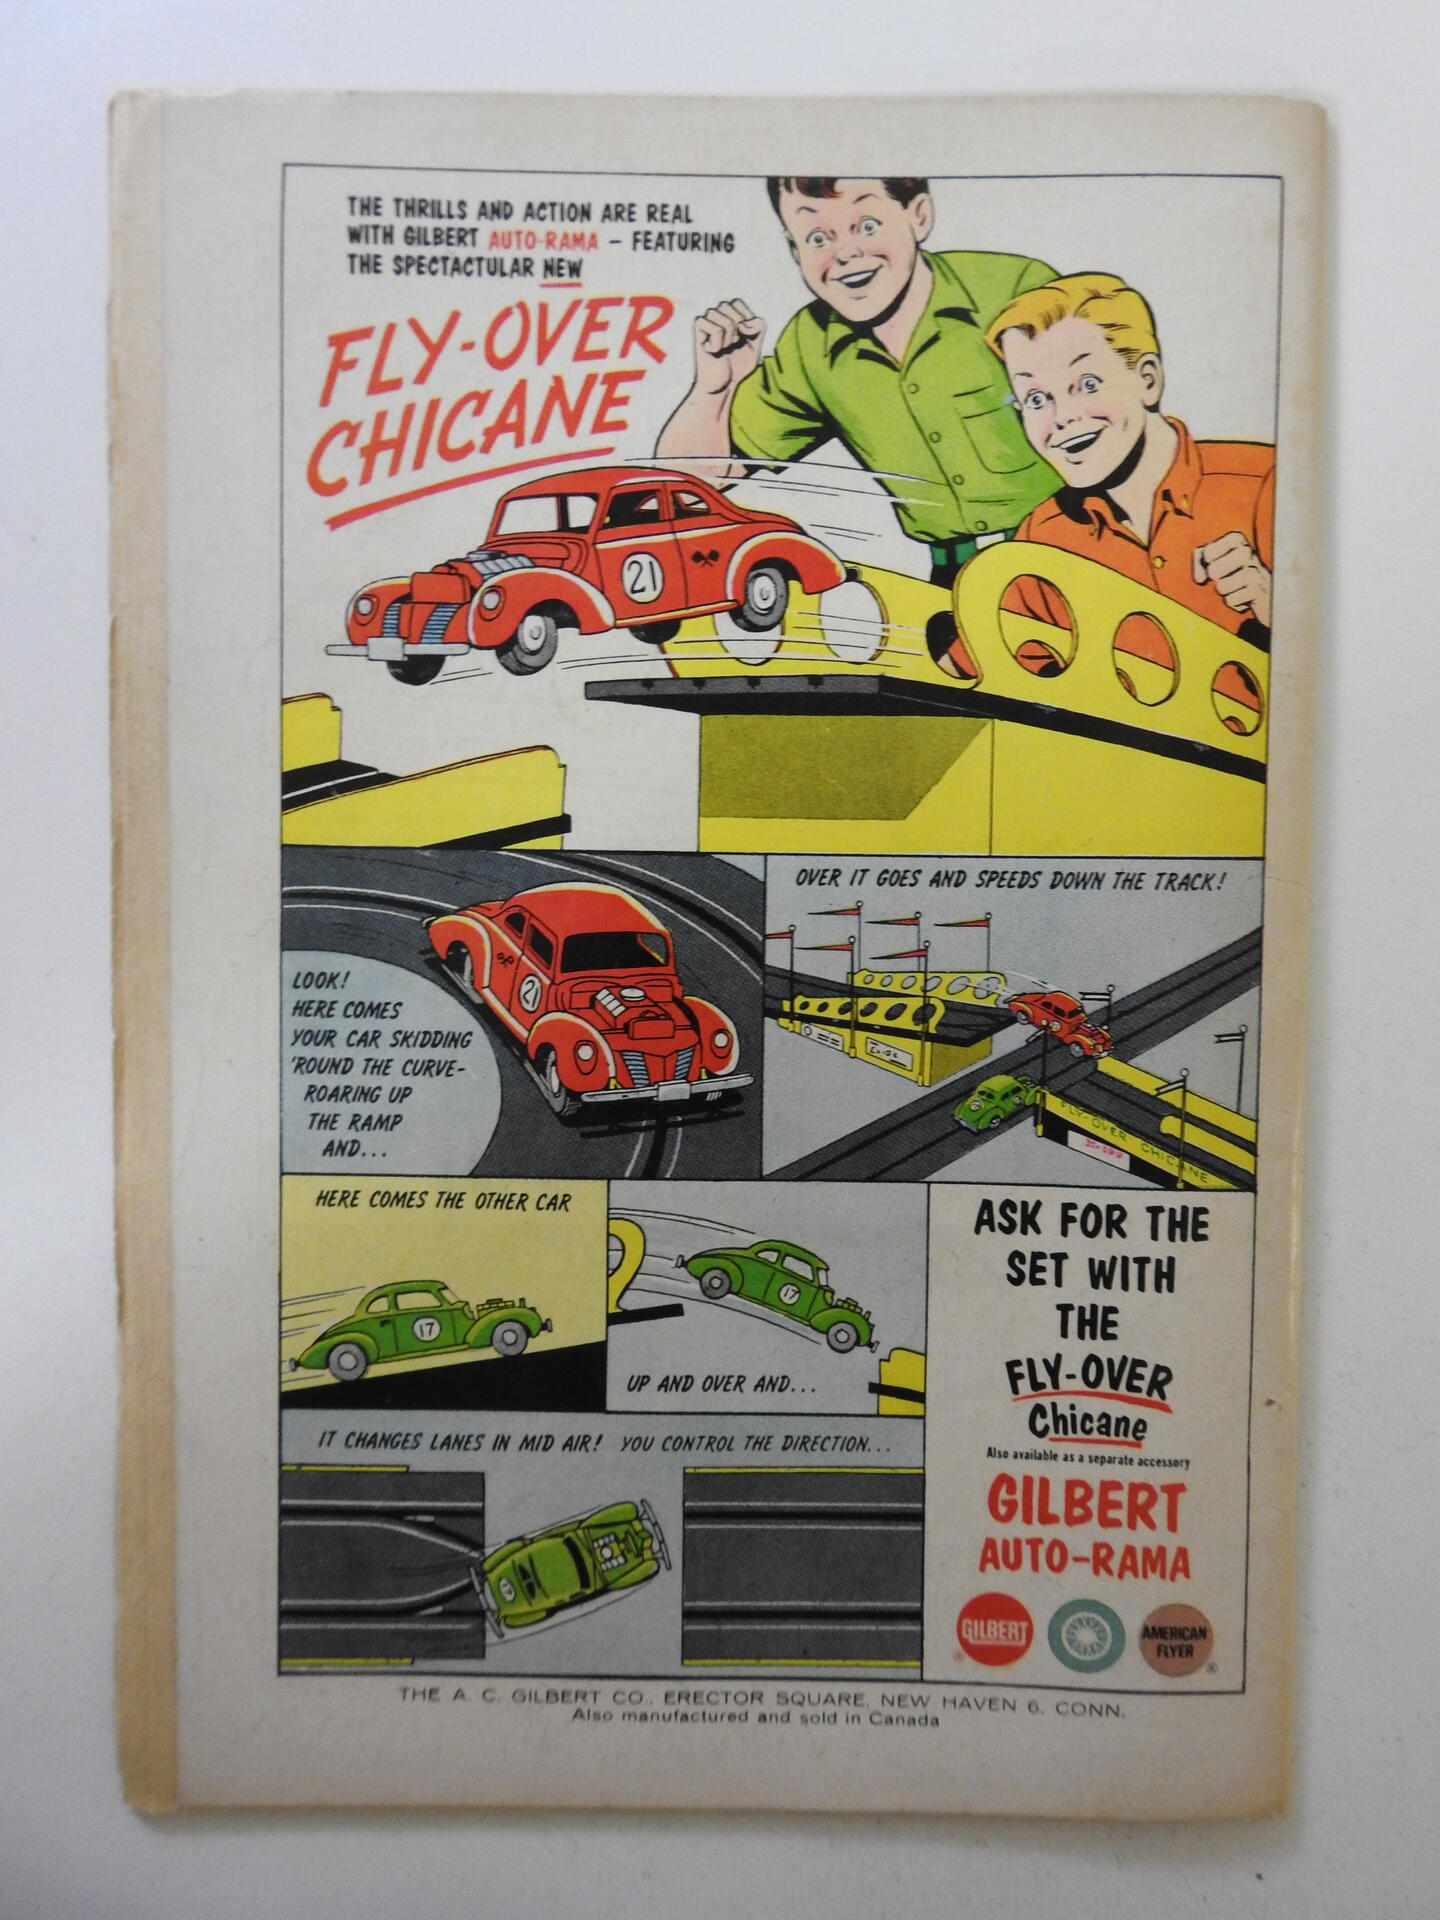 THE THRILLS AND ACTION ARE REAL
WITH GILBERT AUTO-RAMA – FEATURING
THE SPECTACTULAR NEW
FLY-OVER
CHICANE
21
LOOK!
HERE COMES
YOUR CAR SKIDDING
'ROUND THE CURVE-
ROARING UP
THE RAMP
AND...
21
OVER IT GOES AND SPEEDS DOWN THE TRACK!
FLY-OVER CHICANE
HERE COMES THE OTHER CAR
17
17
UP AND OVER AND...
IT CHANGES LANES IN MID AIR! YOU CONTROL THE DIRECTION...
17
ASK FOR THE
SET WITH
THE
FLY-OVER
Chicane
Also available as a separate accessory
GILBERT
AUTO-RAMA
GILBERT
®
AMERICAN
FLYER
®
THE A. C. GILBERT CO., ERECTOR SQUARE, NEW HAVEN 6, CONN.
Also manufactured and sold in Canada